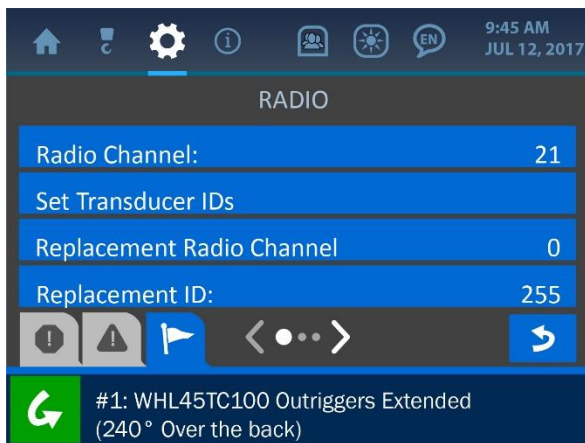 EN
9:45 AM
JUL 12, 2017
RADIO
Radio Channel: 21
Set Transducer IDs
Replacement Radio Channel 0
Replacement ID: 255
#1: WHL45TC100 Outriggers Extended
(240° Over the back)